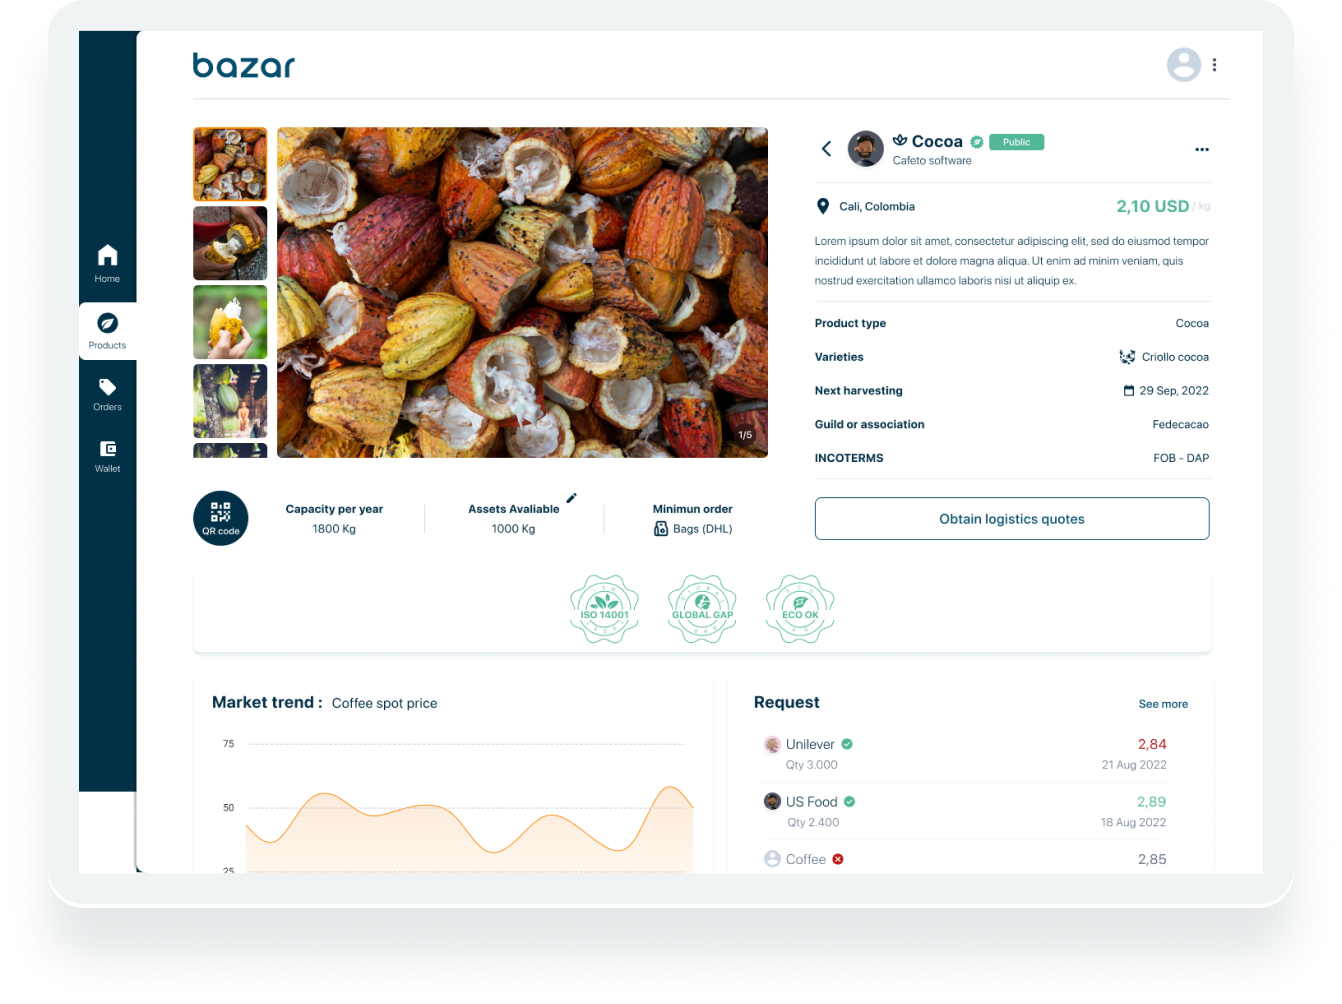 bazar
Home
Products
Orders
Wallet
1/5
Cocoa Public
Cafeto software
Cali, Colombia 2,10 USD / kg
Lorem ipsum dolor sit amet, consectetur adipiscing elit, sed do eiusmod tempor
incididunt ut labore et dolore magna aliqua. Ut enim ad minim veniam, quis
nostrud exercitation ullamco laboris nisi ut aliquip ex.
Product type Cocoa
Varieties Criollo cocoa
Next harvesting 29 Sep, 2022
Guild or association Fedecacao
INCOTERMS FOB - DAP
Obtain logistics quotes
QR code
Capacity per year
1800 Kg
Assets Avaliable
1000 Kg
Minimun order
Bags (DHL)
ISO 14001
GLOBAL GAP
ECO OK
Market trend : Coffee spot price
75
50
25
Request See more
Unilever 2,84
Qty 3.000 21 Aug 2022
US Food 2,89
Qty 2.400 18 Aug 2022
Coffee 2,85